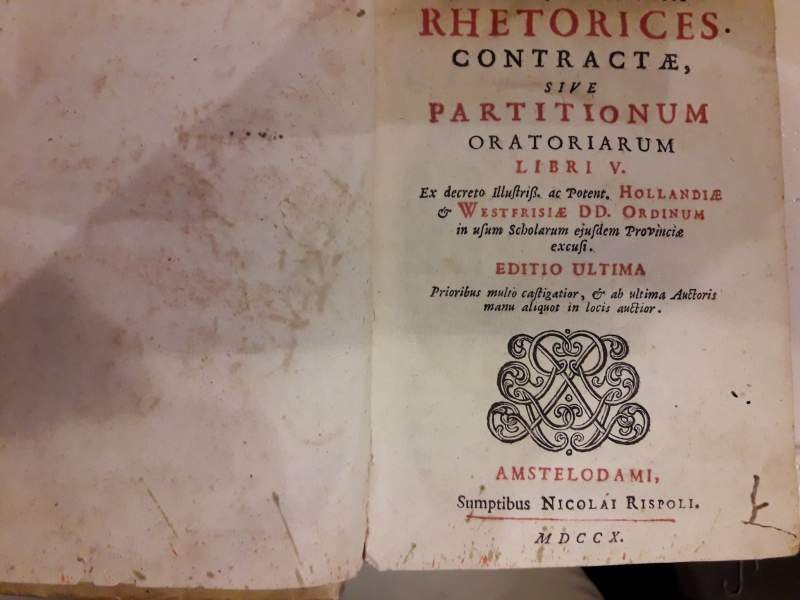 RHETORICES
CONTRACTÆ,
SIVE
PARTITIONUM
ORATORIARUM
LIBRI V.
Ex decreto Illuſtriß. ac Potent. HOLLANDIÆ
& WESTFRISIÆ DD. ORDINUM
in uſum Scholarum ejuſdem Provinciæ
excuſi.
EDITIO ULTIMA
Prioribus multò caſtigatior, & ab ultima Auctoris
manu aliquot in locis auctior.
AMSTELODAMI,
Sumptibus NICOLAI RISPOLI.
MDCCX.